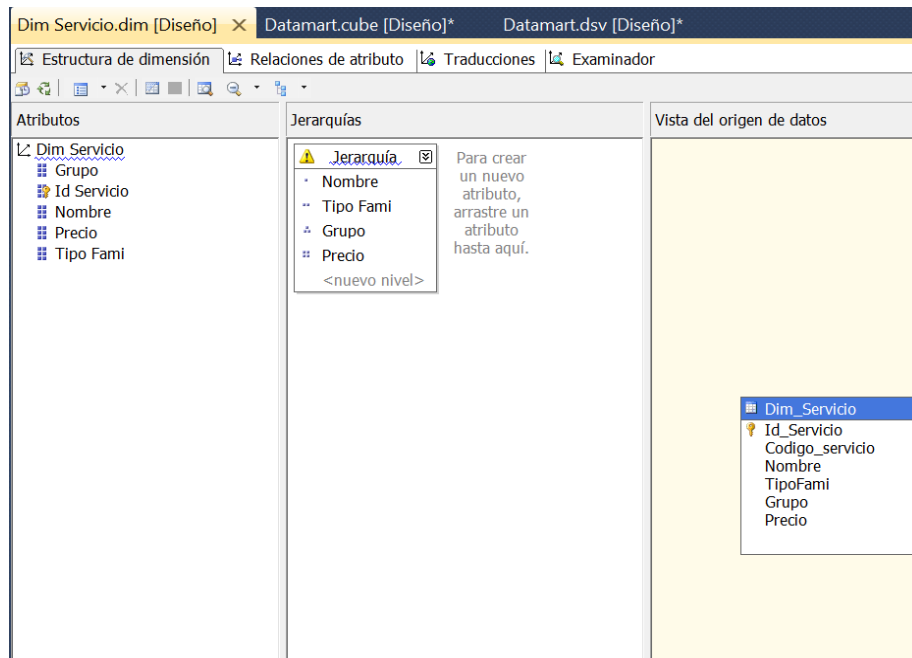 Dim Servicio.dim [Diseño] Datamart.cube [Diseño]* Datamart.dsv [Diseño]*
Estructura de dimensión Relaciones de atributo Traducciones Examinador
Atributos
Dim Servicio
Grupo
Id Servicio
Nombre
Precio
Tipo Fami
Jerarquías
Jerarquía
Nombre
Tipo Fami
Grupo
Precio
<nuevo nivel>
Para crear
un nuevo
atributo,
arrastre un
atributo
hasta aquí.
Vista del origen de datos
Dim_Servicio
Id_Servicio
Codigo_servicio
Nombre
TipoFami
Grupo
Precio